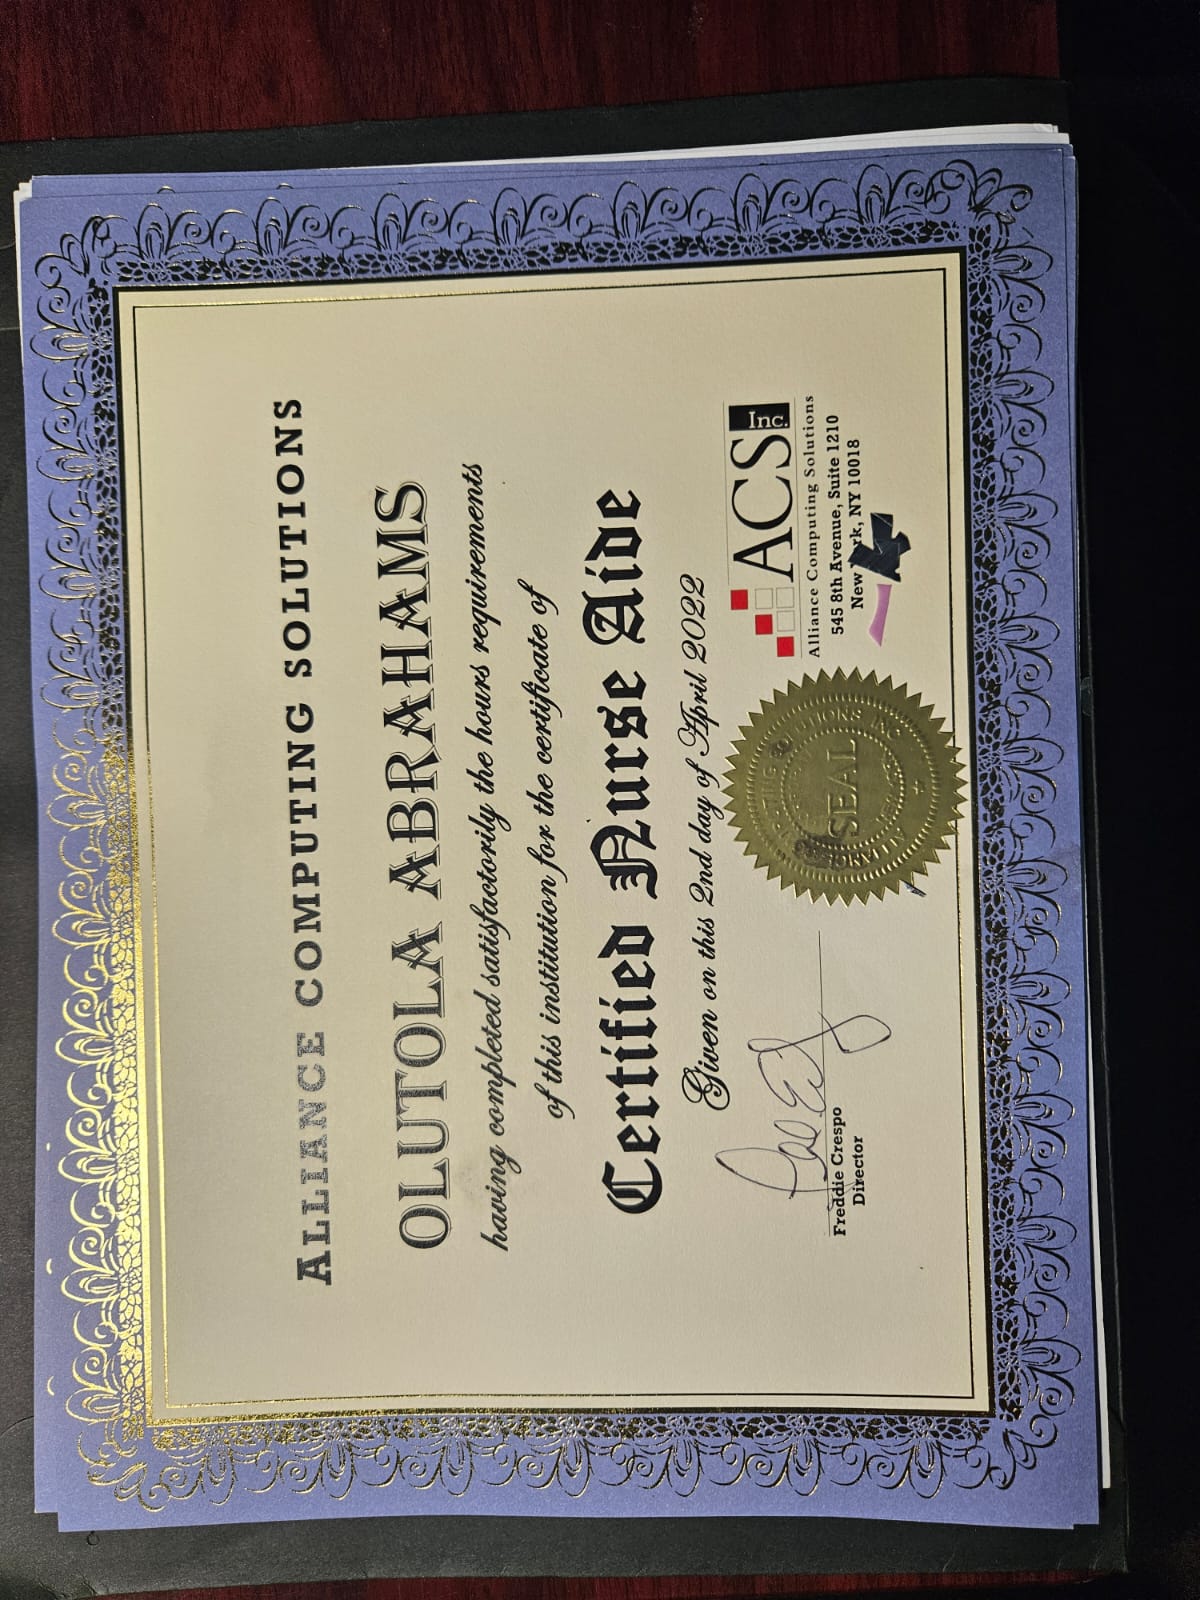 ALLIANCE COMPUTING SOLUTIONS
OLUTOLA ABRAHAMS
having completed satisfactorily the hours requirements
of this institution for the certificate of
Certified Nurse Aide
Given on this 2nd day of April 2022
Freddie Crespo
Director
SEAL
ACS Inc.
Alliance Computing Solutions
545 8th Avenue, Suite 1210
New rk, NY 10018